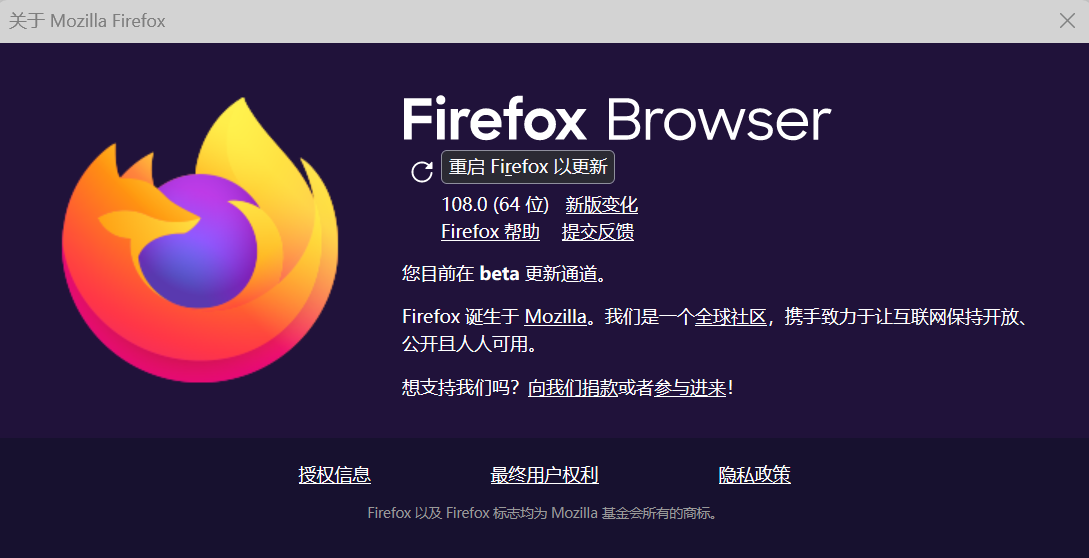 关于 Mozilla Firefox
Firefox Browser
重启 Firefox 以更新
108.0 (64 位) 新版变化
Firefox 帮助 提交反馈
您目前在 beta 更新通道。
Firefox 诞生于 Mozilla。我们是一个全球社区，携手致力于让互联网保持开放、
公开且人人可用。
想支持我们吗？向我们捐款或者参与进来！
授权信息 最终用户权利 隐私政策
Firefox 以及 Firefox 标志均为 Mozilla 基金会所有的商标。